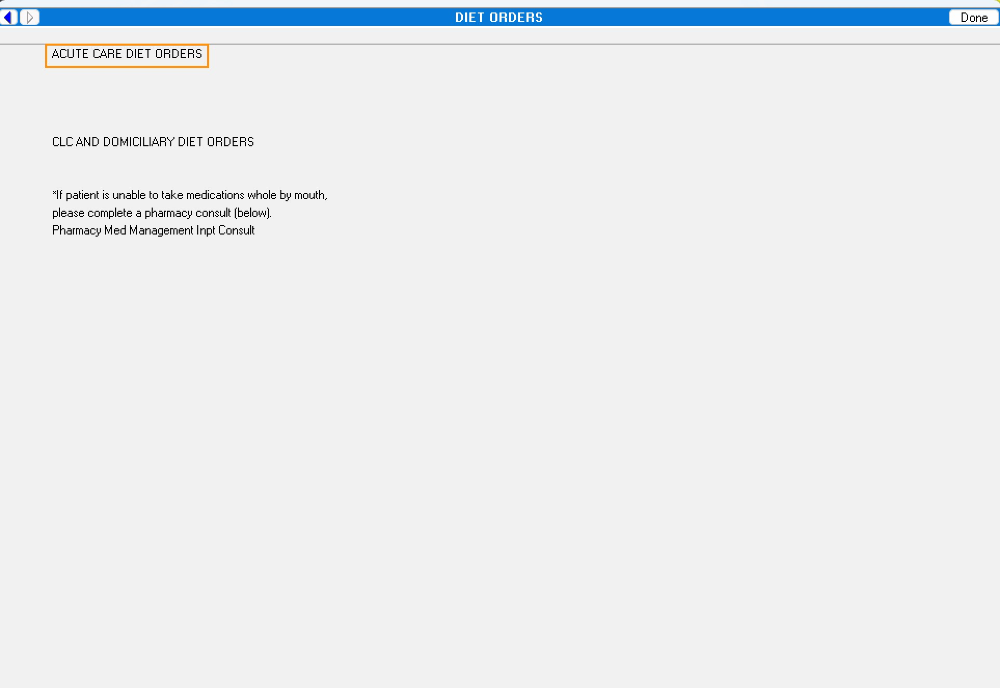 DIET ORDERS
Done
ACUTE CARE DIET ORDERS
CLC AND DOMICILIARY DIET ORDERS
*If patient is unable to take medications whole by mouth,
please complete a pharmacy consult (below).
Pharmacy Med Management Inpt Consult